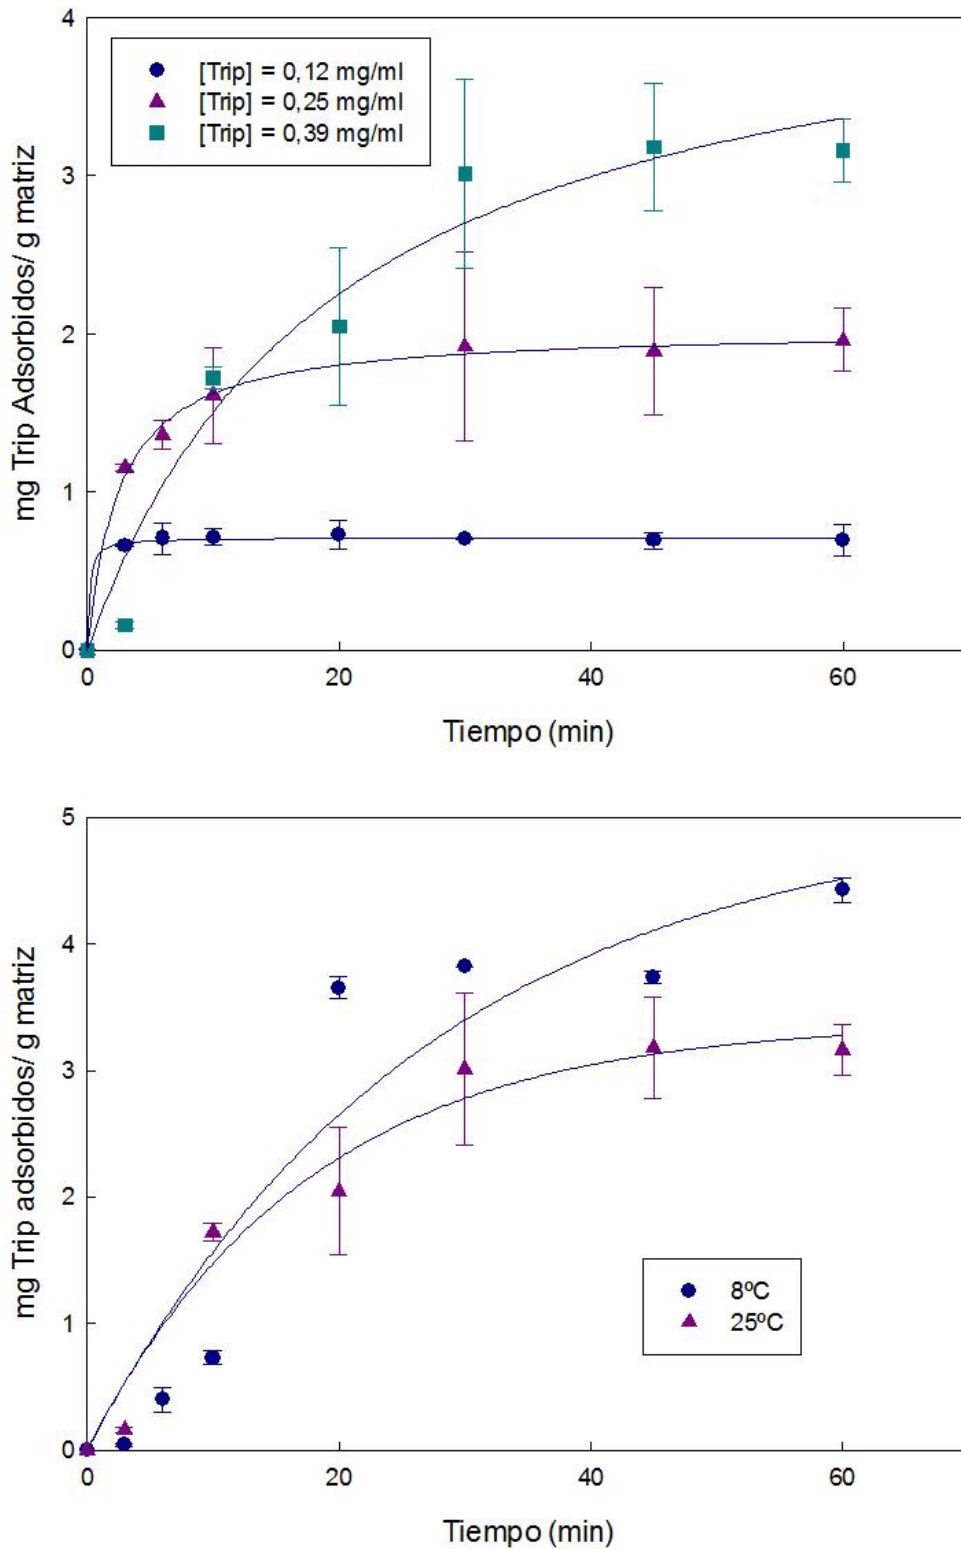 4
[Trip] = 0,12 mg/ml
[Trip] = 0,25 mg/ml
[Trip] = 0,39 mg/ml
3
2
1
0
mg Trip Adsorbidos/ g matriz
0 20 40 60
Tiempo (min)
5
4
3
2
1
0
mg Trip adsorbidos/ g matriz
8ºC
25ºC
0 20 40 60
Tiempo (min)